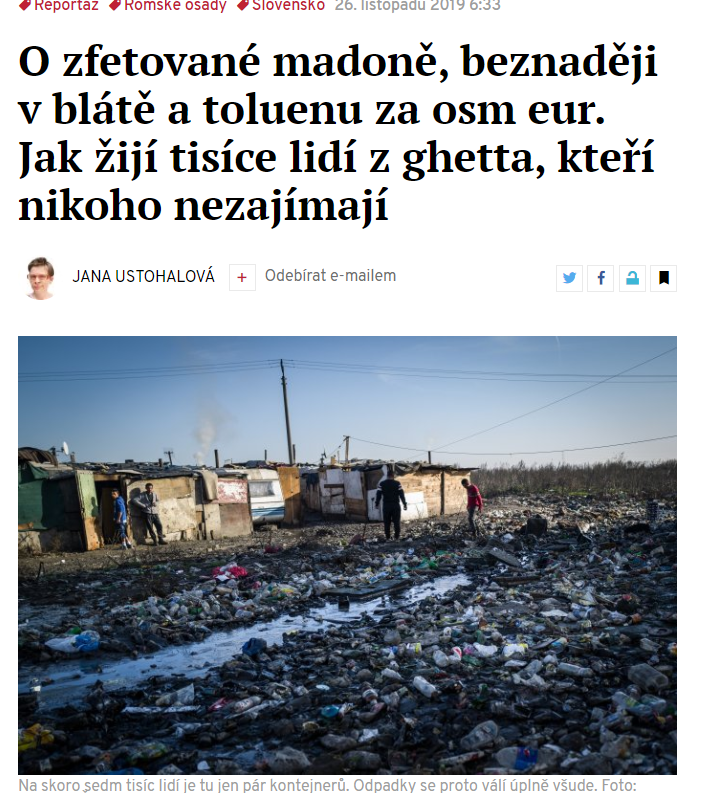 Reportáž Romské osady Slovensko 26. listopadu 2019 6:33
O zfetované madoně, beznaději
v blátě a toluenu za osm eur.
Jak žijí tisíce lidí z ghetta, kteří
nikoho nezajímají
JANA USTOHALOVÁ + Odebírat e-mailem
Na skoro sedm tisíc lidí je tu jen pár kontejnerů. Odpadky se proto válí úplně všude. Foto: